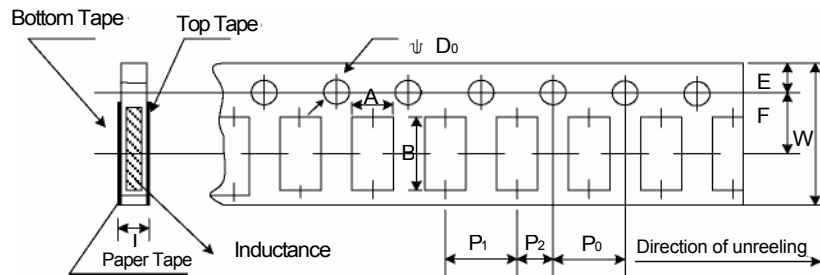 Bottom Tape
Top Tape
ψ D₀
A
E
F
W
B
P₁
P₂
P₀
Direction of unreeling
Paper Tape
Inductance